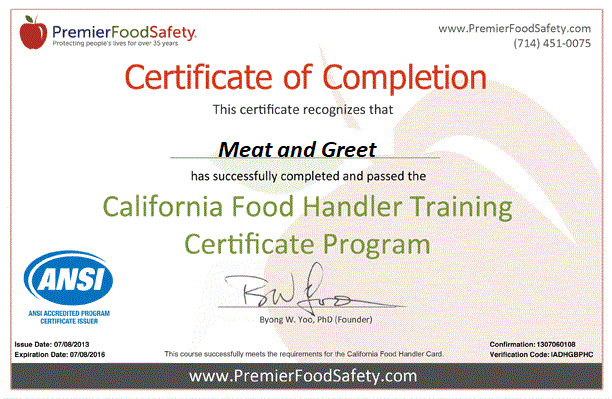 PremierFoodSafety.
Protecting people's lives for over 35 years
www.PremierFoodSafety.com
(714) 451-0075
Certificate of Completion
This certificate recognizes that
Meat and Greet
has successfully completed and passed the
California Food Handler Training
Certificate Program
ANSI
ANSI ACCREDITED PROGRAM
CERTIFICATE ISSUER
Byong W. Yoo, PhD (Founder)
Issue Date: 07/08/2013
Expiration Date: 07/08/2016
This course successfully meets the requirements for the California Food Handler Card.
Confirmation: 1307060108
Verification Code: IADHGBPHC
www.PremierFoodSafety.com